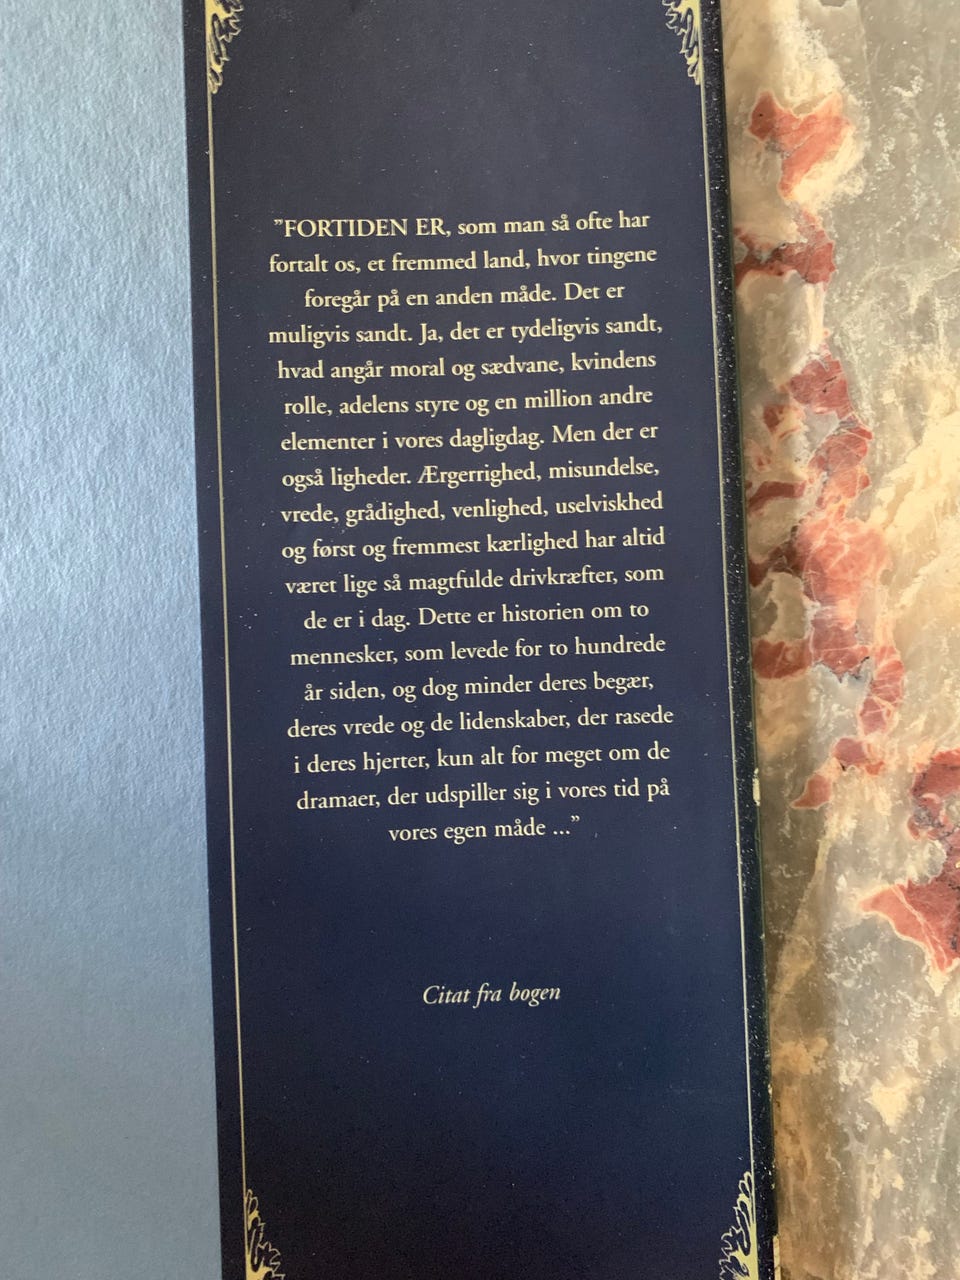 ”FORTIDEN ER, som man så ofte har
fortalt os, et fremmed land, hvor tingene
foregår på en anden måde. Det er
muligvis sandt. Ja, det er tydeligvis sandt,
hvad angår moral og sædvane, kvindens
rolle, adelens styre og en million andre
elementer i vores dagligdag. Men der er
også ligheder. Ærgerrighed, misundelse,
vrede, grådighed, venlighed, uselviskhed
og først og fremmest kærlighed har altid
været lige så magtfulde drivkræfter, som
de er i dag. Dette er historien om to
mennesker, som levede for to hundrede
år siden, og dog minder deres begær,
deres vrede og de lidenskaber, der rasede
i deres hjerter, kun alt for meget om de
dramaer, der udspiller sig i vores tid på
vores egen måde ...”
Citat fra bogen